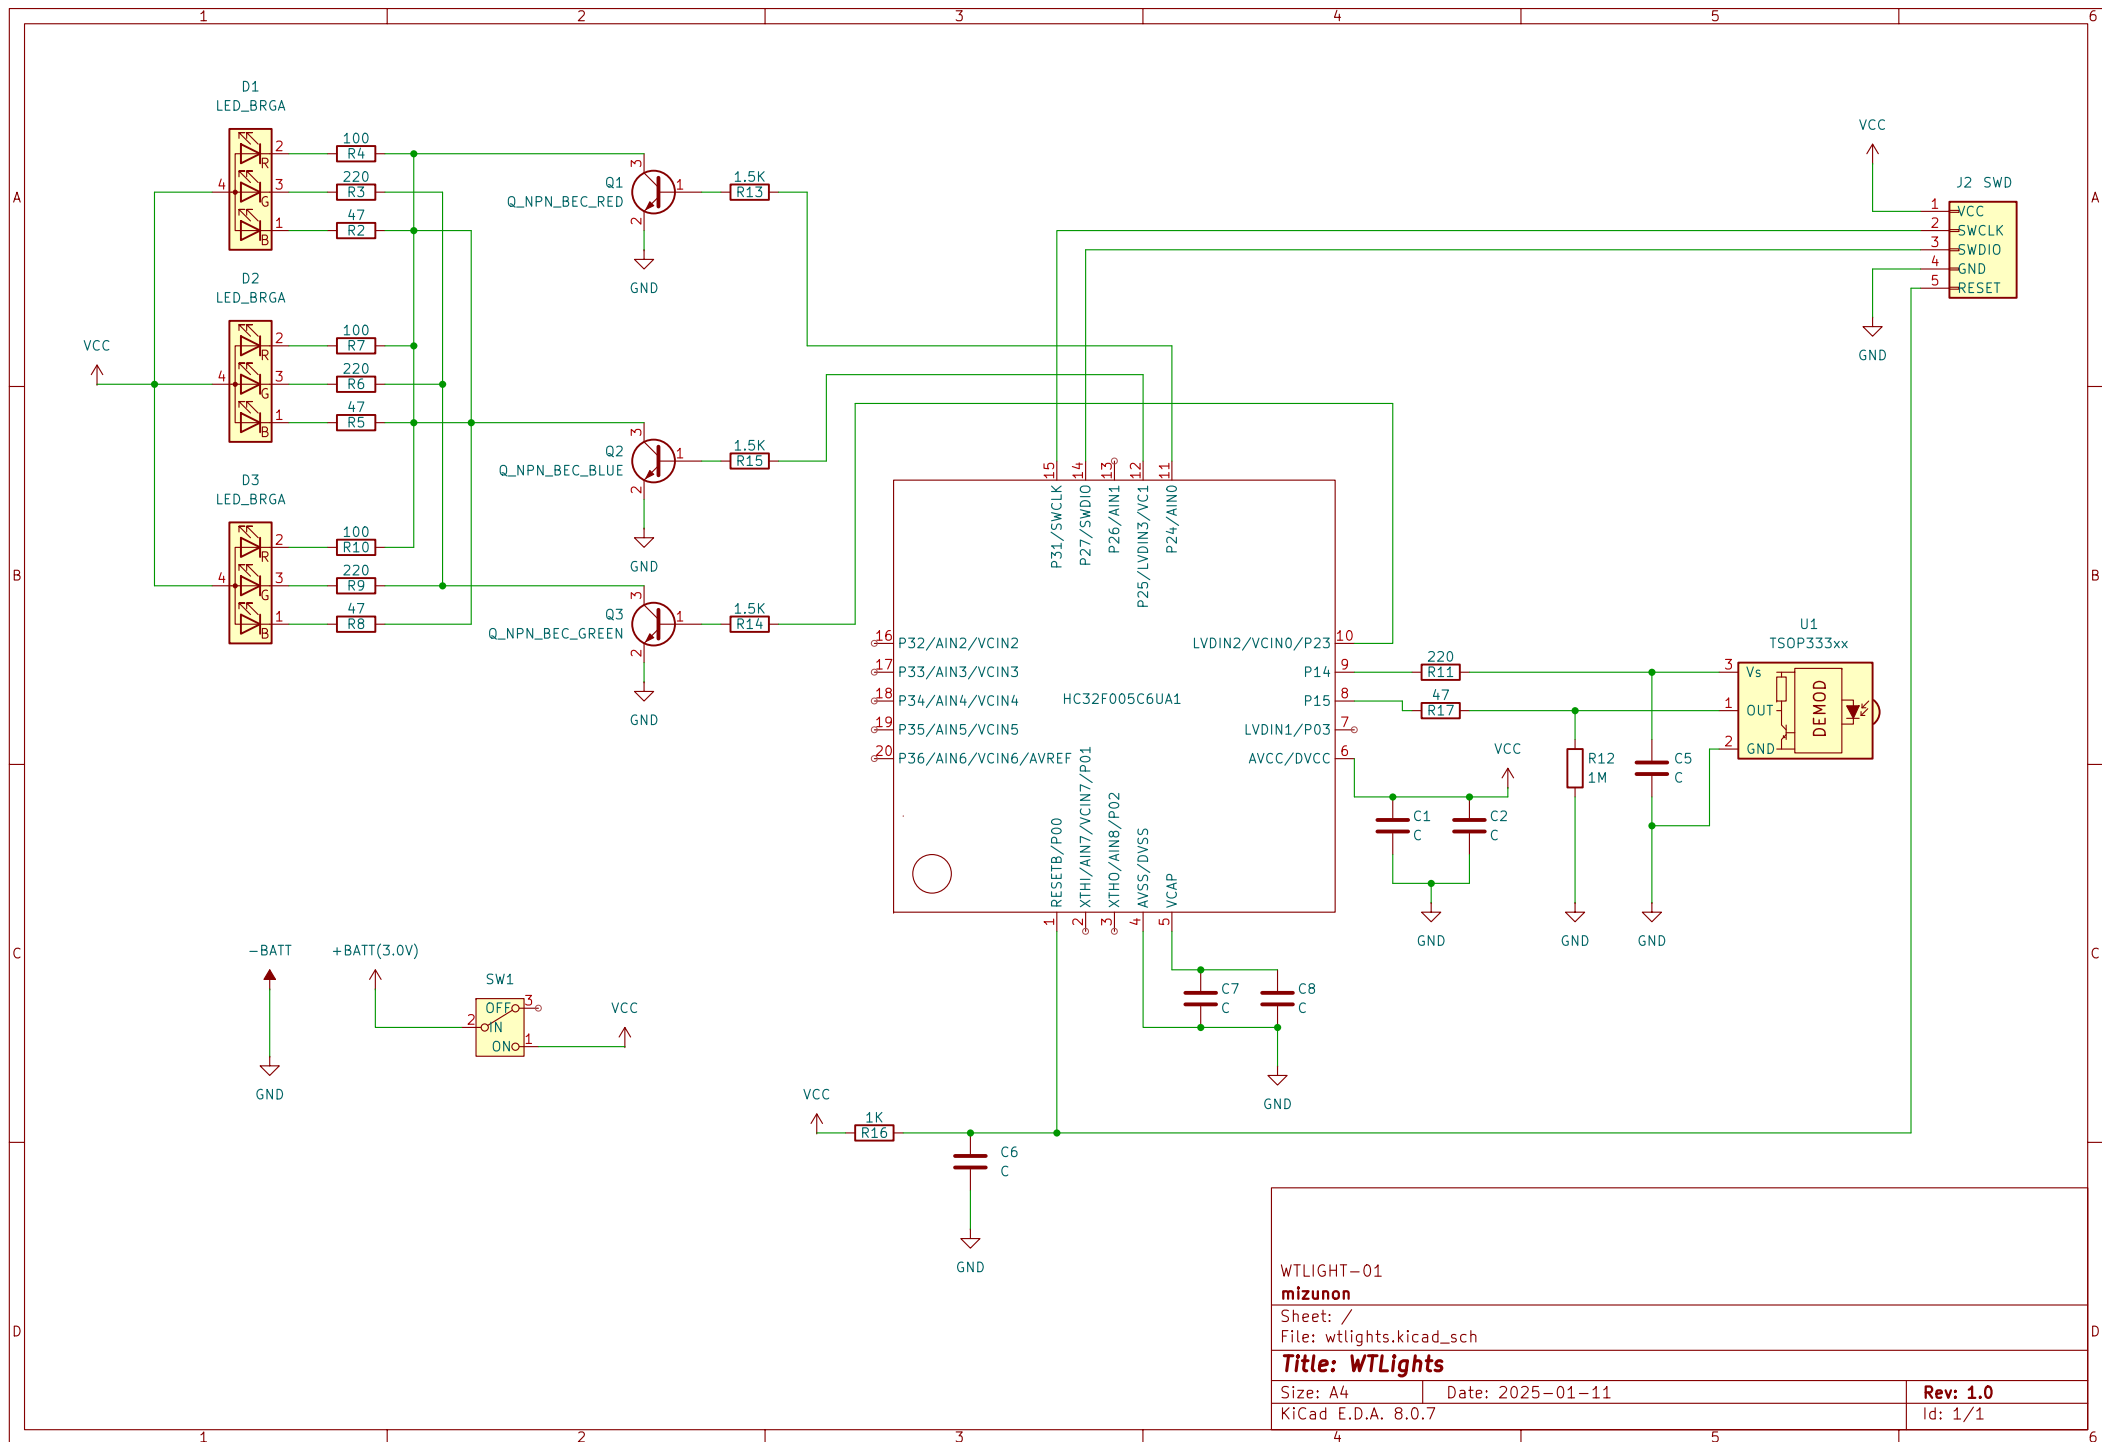 1 2 3 4 5 6
A
B
C
D
A
B
C
D
1 2 3 4 5 6
D1
LED_BRGA
4
2
3
1
R
G
B
100
R4
220
R3
47
R2
D2
LED_BRGA
4
2
3
1
R
G
B
100
R7
220
R6
47
R5
VCC
D3
LED_BRGA
4
2
3
1
R
G
B
100
R10
220
R9
47
R8
Q1
Q_NPN_BEC_RED
3
1
2
GND
1.5K
R13
Q2
Q_NPN_BEC_BLUE
3
1
2
GND
1.5K
R15
Q3
Q_NPN_BEC_GREEN
3
1
2
GND
1.5K
R14
VCC
J2 SWD
1 VCC
2 SWCLK
3 SWDIO
4 GND
5 RESET
GND
15 P31/SWCLK
14 P27/SWDIO
13 P26/AIN1
12 P25/LVDIN3/VC1
11 P24/AIN0
16 P32/AIN2/VCIN2
17 P33/AIN3/VCIN3
18 P34/AIN4/VCIN4
19 P35/AIN5/VCIN5
20 P36/AIN6/VCIN6/AVREF
HC32F005C6UA1
LVDIN2/VCIN0/P23 10
P14 9
P15 8
LVDIN1/P03 7
AVCC/DVCC 6
RESETB/P00 1
XTHI/AIN7/VCIN7/P01 2
XTHO/AIN8/P02 3
AVSS/DVSS 4
VCAP 5
220
R11
47
R17
U1
TSOP333xx
3 Vs
1 OUT
2 GND
DEMOD
VCC
R12
1M
C5
C
C1
C
C2
C
GND
GND
GND
-BATT
GND
+BATT(3.0V)
SW1
OFF 3
2 IN
ON 1
VCC
C7
C
C8
C
GND
VCC
1K
R16
C6
C
GND
WTLIGHT-01
mizunon
Sheet: /
File: wtlights.kicad_sch
Title: WTLights
Size: A4 Date: 2025-01-11 Rev: 1.0
KiCad E.D.A. 8.0.7 Id: 1/1